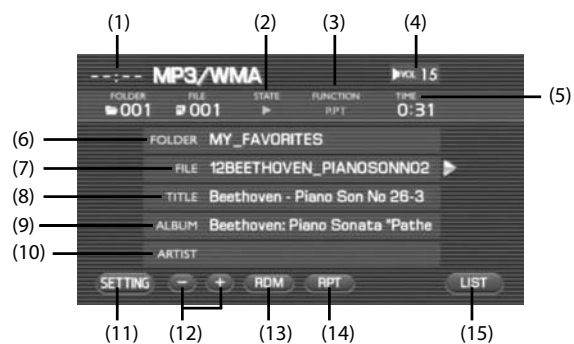 (1) (2) (3) (4)
--:-- MP3/WMA VOL 15
FOLDER FILE STATE FUNCTION TIME (5)
001 001 RPT 0:31
(6) FOLDER MY_FAVORITES
(7) FILE 12BEETHOVEN_PIANOSONNO2
(8) TITLE Beethoven - Piano Son No 26-3
(9) ALBUM Beethoven: Piano Sonata "Pathe
(10) ARTIST
SETTING - + RDM RPT LIST
(11) (12) (13) (14) (15)